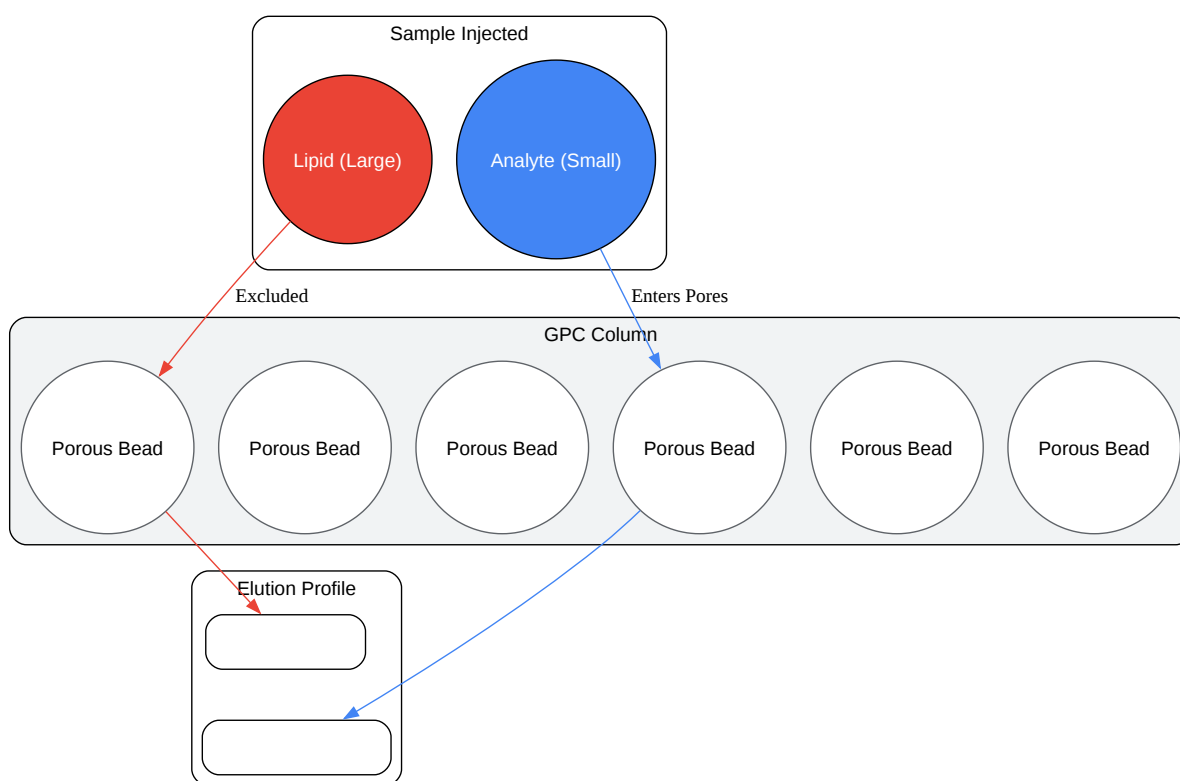 Sample Injected
Lipid (Large) Analyte (Small)
Excluded Enters Pores
GPC Column
Porous Bead Porous Bead Porous Bead Porous Bead Porous Bead Porous Bead
Elution Profile